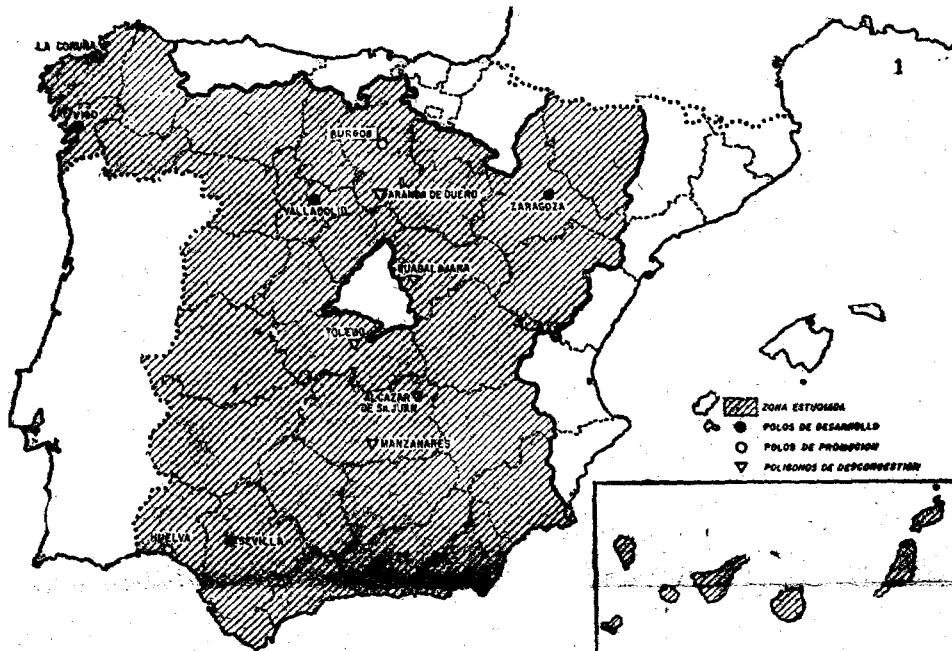 LA CORUÑA
1
VIGO
BURGOS
ARANDA DE DUERO
VALLADOLID
ZARAGOZA
GUADALAJARA
TOLEDO
ALCAZAR
DE Sn. JUAN
MANZANARES
HUELVA
SEVILLA
ZONA ESTUDIADA
POLOS DE DESARROLLO
POLOS DE PROMOCION
POLIGONOS DE DESCONGESTION